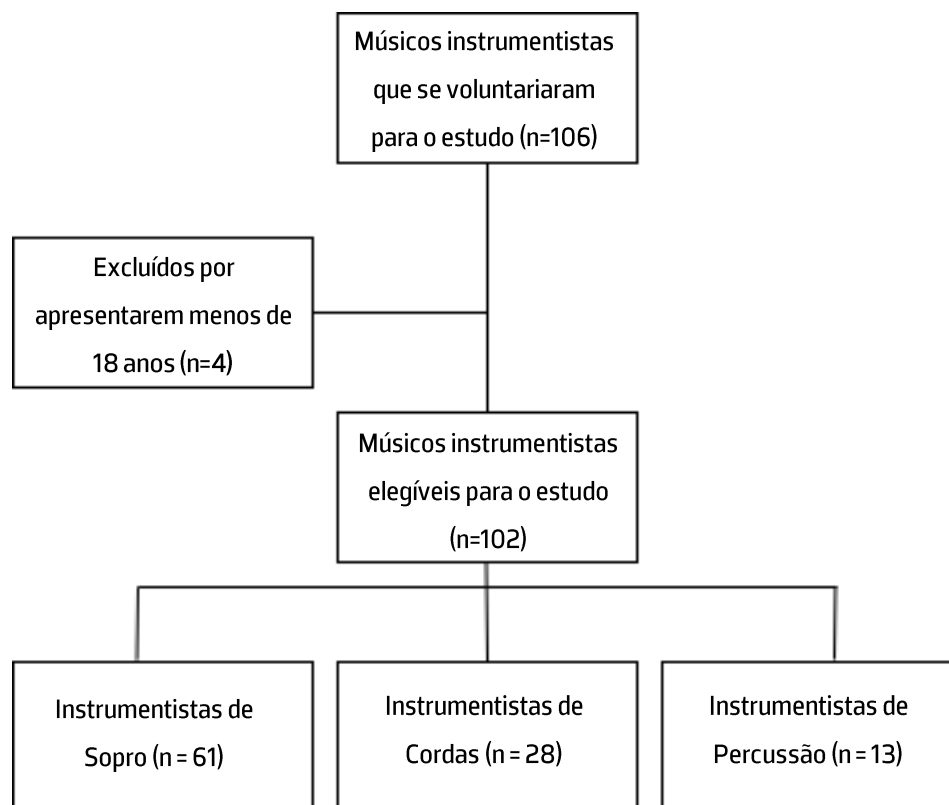 Músicos instrumentistas
que se voluntariaram
para o estudo (n=106)
Excluídos por
apresentarem menos de
18 anos (n=4)
Músicos instrumentistas
elegíveis para o estudo
(n=102)
Instrumentistas de
Sopro (n = 61)
Instrumentistas de
Cordas (n = 28)
Instrumentistas de
Percussão (n = 13)